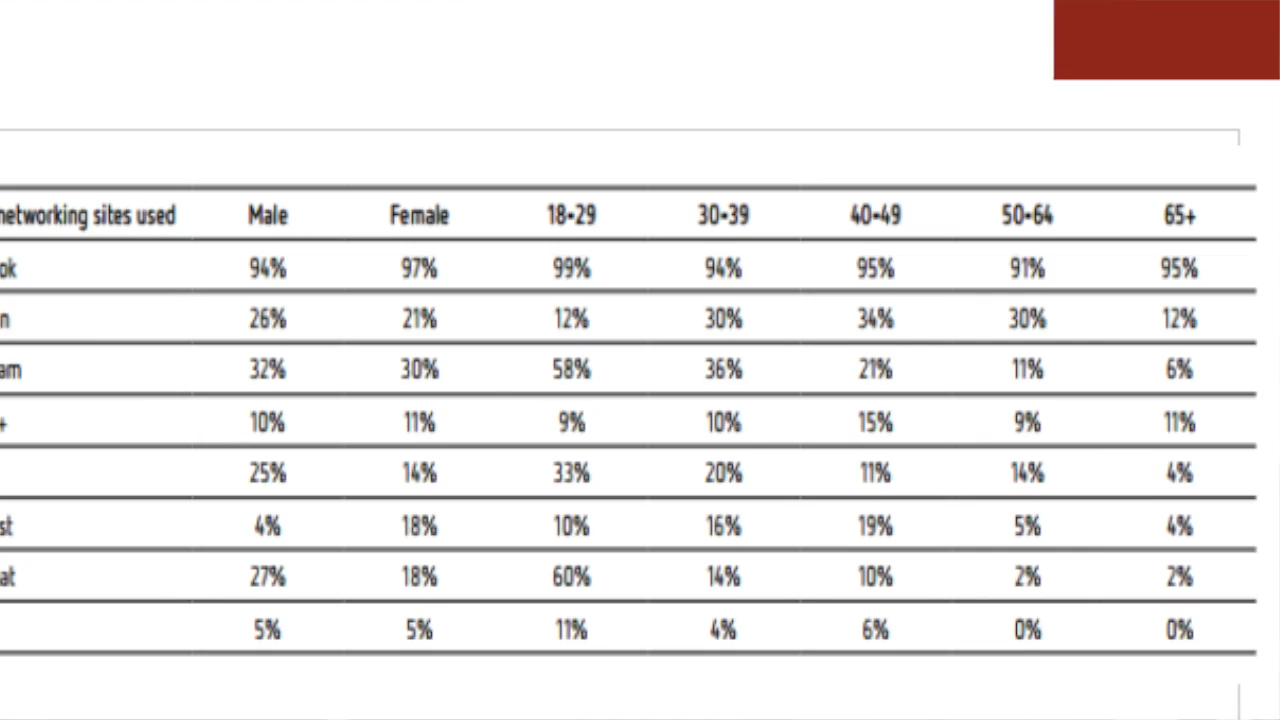 networking sites used Male Female 18-29 30-39 40-49 50-64 65+
ok 94% 97% 99% 94% 95% 91% 95%
n 26% 21% 12% 30% 34% 30% 12%
am 32% 30% 58% 36% 21% 11% 6%
+ 10% 11% 9% 10% 15% 9% 11%
25% 14% 33% 20% 11% 14% 4%
st 4% 18% 10% 16% 19% 5% 4%
at 27% 18% 60% 14% 10% 2% 2%
5% 5% 11% 4% 6% 0% 0%